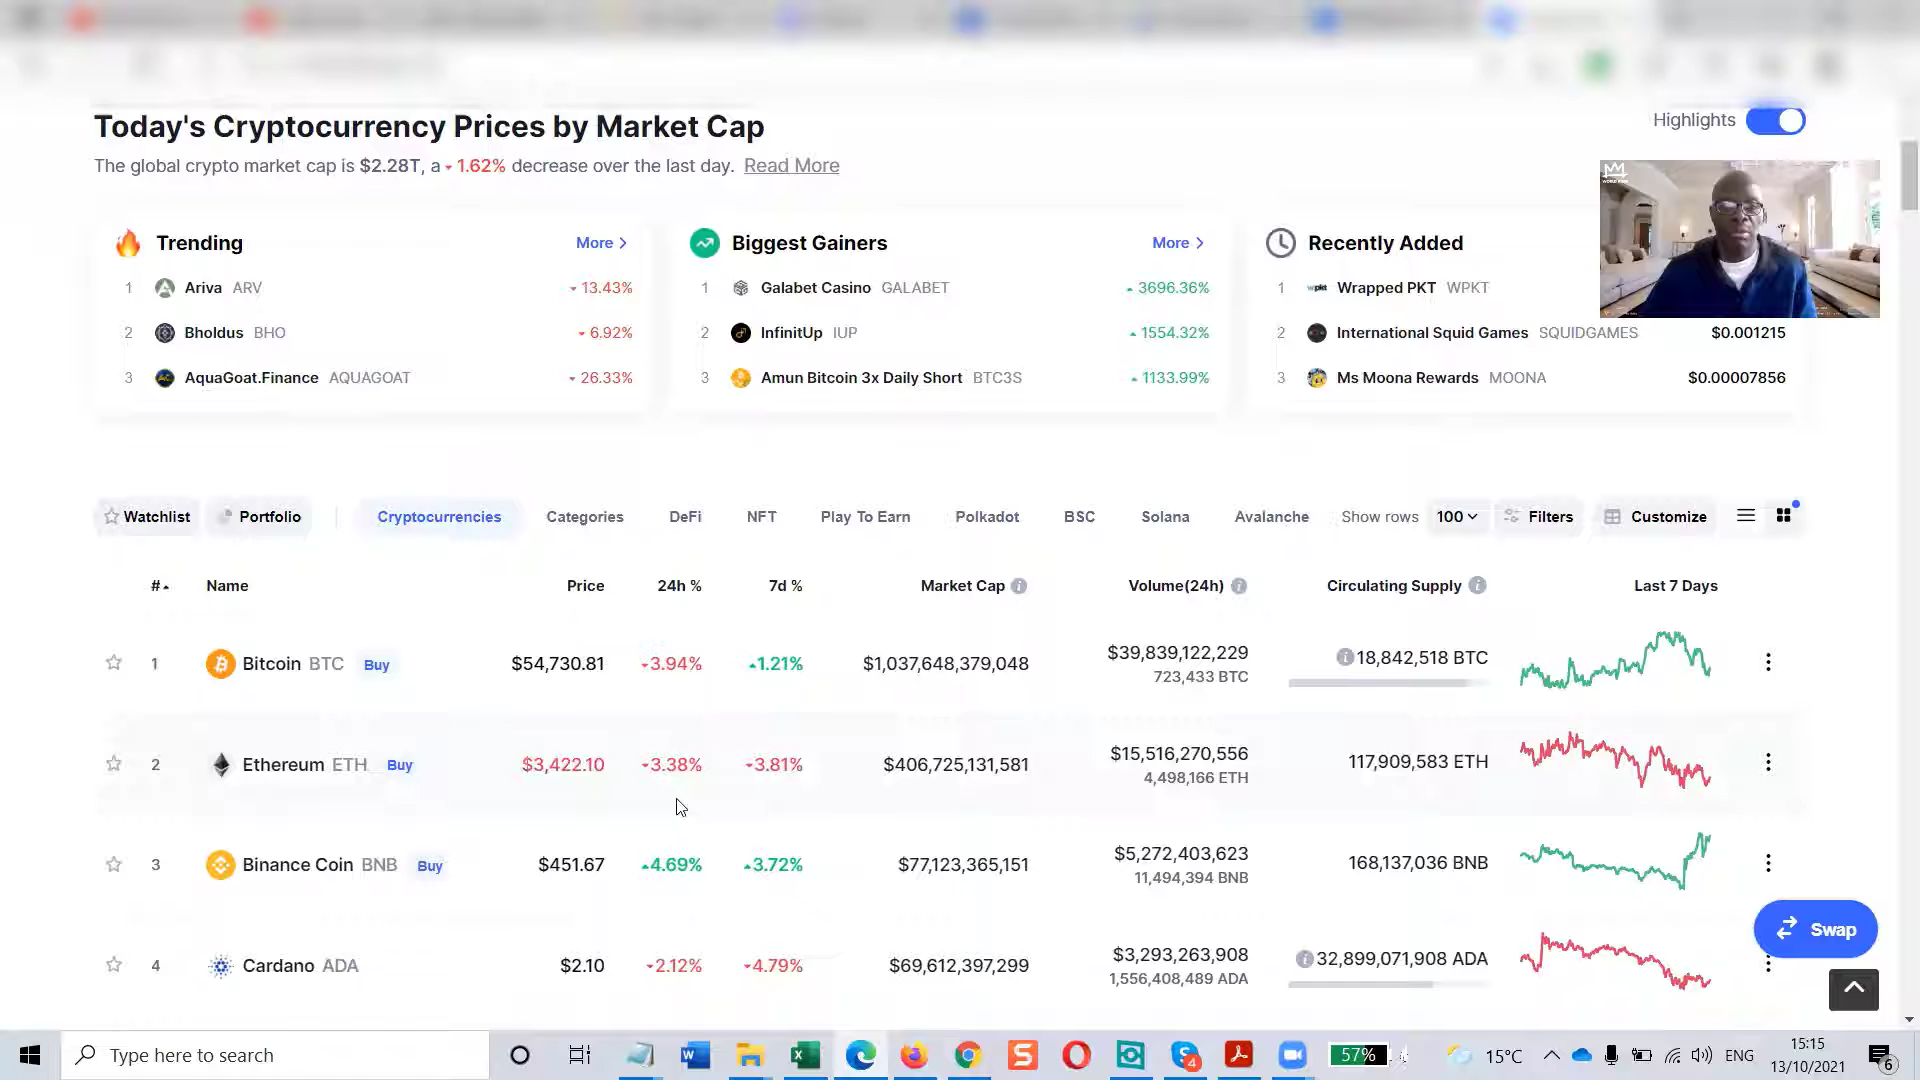 Today's Cryptocurrency Prices by Market Cap
Highlights
The global crypto market cap is $2.28T, a 1.62% decrease over the last day. Read More
Trending More
1 Ariva ARV 13.43%
2 Bholdus BHO 6.92%
3 AquaGoat.Finance AQUAGOAT 26.33%
Biggest Gainers More
1 Galabet Casino GALABET 3696.36%
2 InfinitUp IUP 1554.32%
3 Amun Bitcoin 3x Daily Short BTC3S 1133.99%
Recently Added
1 Wrapped PKT WPKT
2 International Squid Games SQUIDGAMES $0.001215
3 Ms Moona Rewards MOONA $0.00007856
Watchlist Portfolio Cryptocurrencies Categories DeFi NFT Play To Earn Polkadot BSC Solana Avalanche Show rows 100 Filters Customize
# Name Price 24h % 7d % Market Cap Volume(24h) Circulating Supply Last 7 Days
1 Bitcoin BTC Buy $54,730.81 3.94% 1.21% $1,037,648,379,048 $39,839,122,229 18,842,518 BTC
723,433 BTC
2 Ethereum ETH Buy $3,422.10 3.38% 3.81% $406,725,131,581 $15,516,270,556 117,909,583 ETH
4,498,166 ETH
3 Binance Coin BNB Buy $451.67 4.69% 3.72% $77,123,365,151 $5,272,403,623 168,137,036 BNB
11,494,394 BNB
Swap
4 Cardano ADA $2.10 2.12% 4.79% $69,612,397,299 $3,293,263,908 32,899,071,908 ADA
1,556,408,489 ADA
Type here to search 57% 15°C ENG 15:15
13/10/2021 6